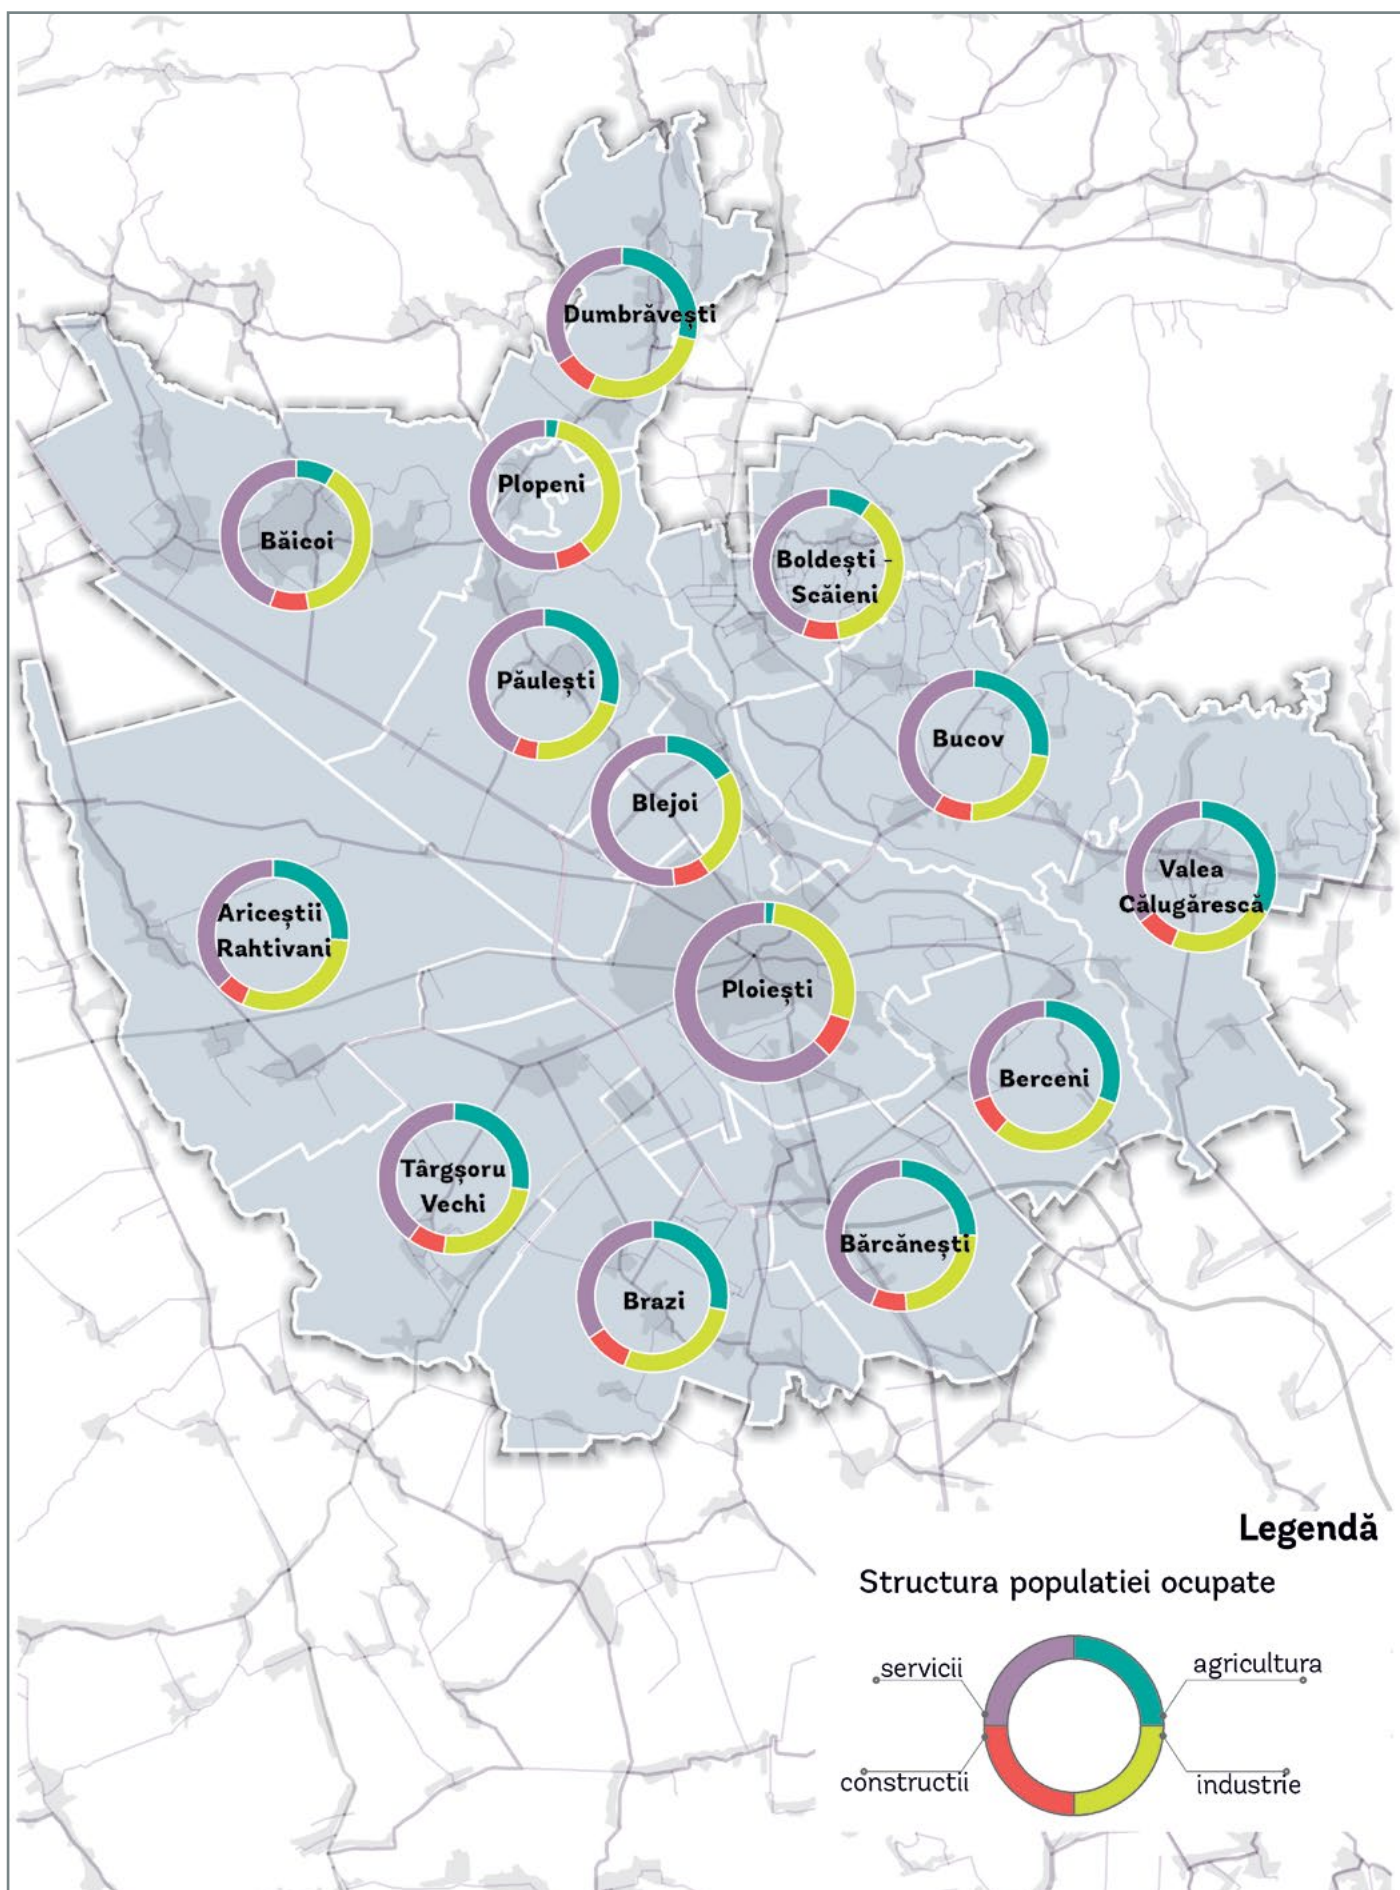 Dumbrăvești
Plopeni
Băicoi
Boldești -
Scăieni
Păulești
Bucov
Blejoi
Valea
Călugărescă
Ariceștii
Rahtivani
Ploiești
Berceni
Târgșoru
Vechi
Bărcănești
Brazi
Legendă
Structura populatiei ocupate
servicii
agricultura
constructii
industrie